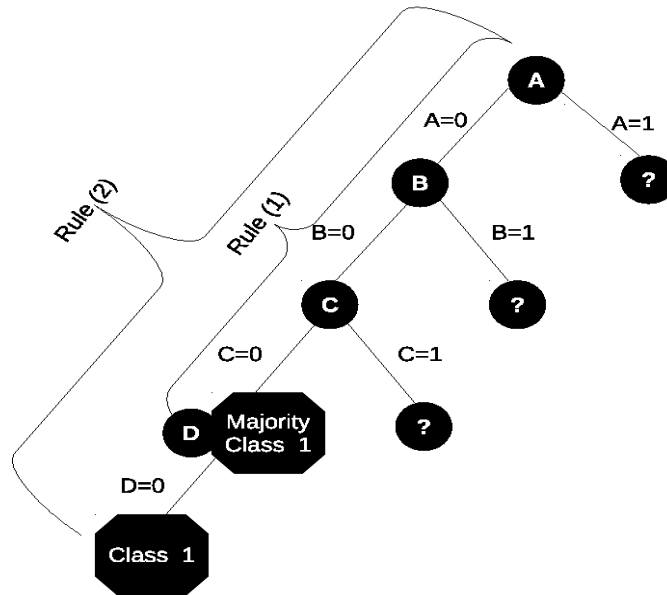 A
A=0
A=1
B
?
Rule (2)
Rule (1)
B=0
B=1
C
?
C=0
C=1
D
Majority
Class 1
?
D=0
Class 1